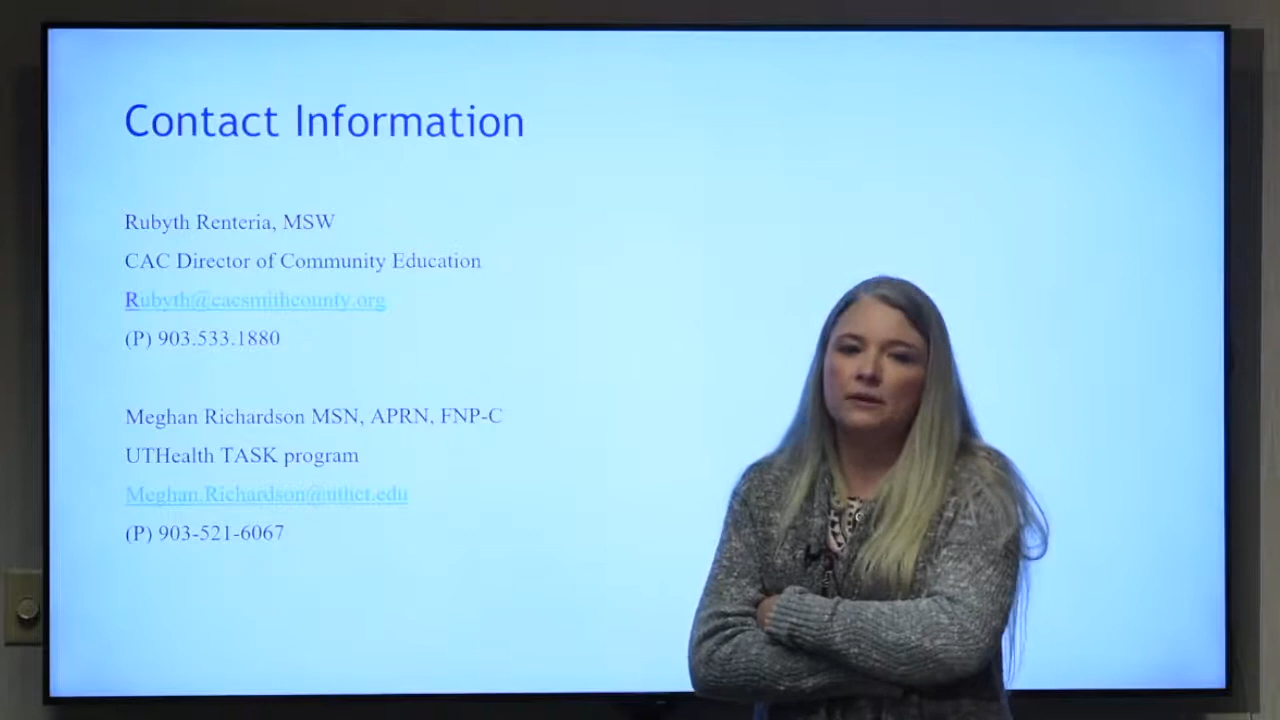 Contact Information
Rubyth Renteria, MSW
CAC Director of Community Education
Rubyth@cacsmithcounty.org
(P) 903.533.1880
Meghan Richardson MSN, APRN, FNP-C
UTHealth TASK program
Meghan.Richardson@uthct.edu
(P) 903-521-6067